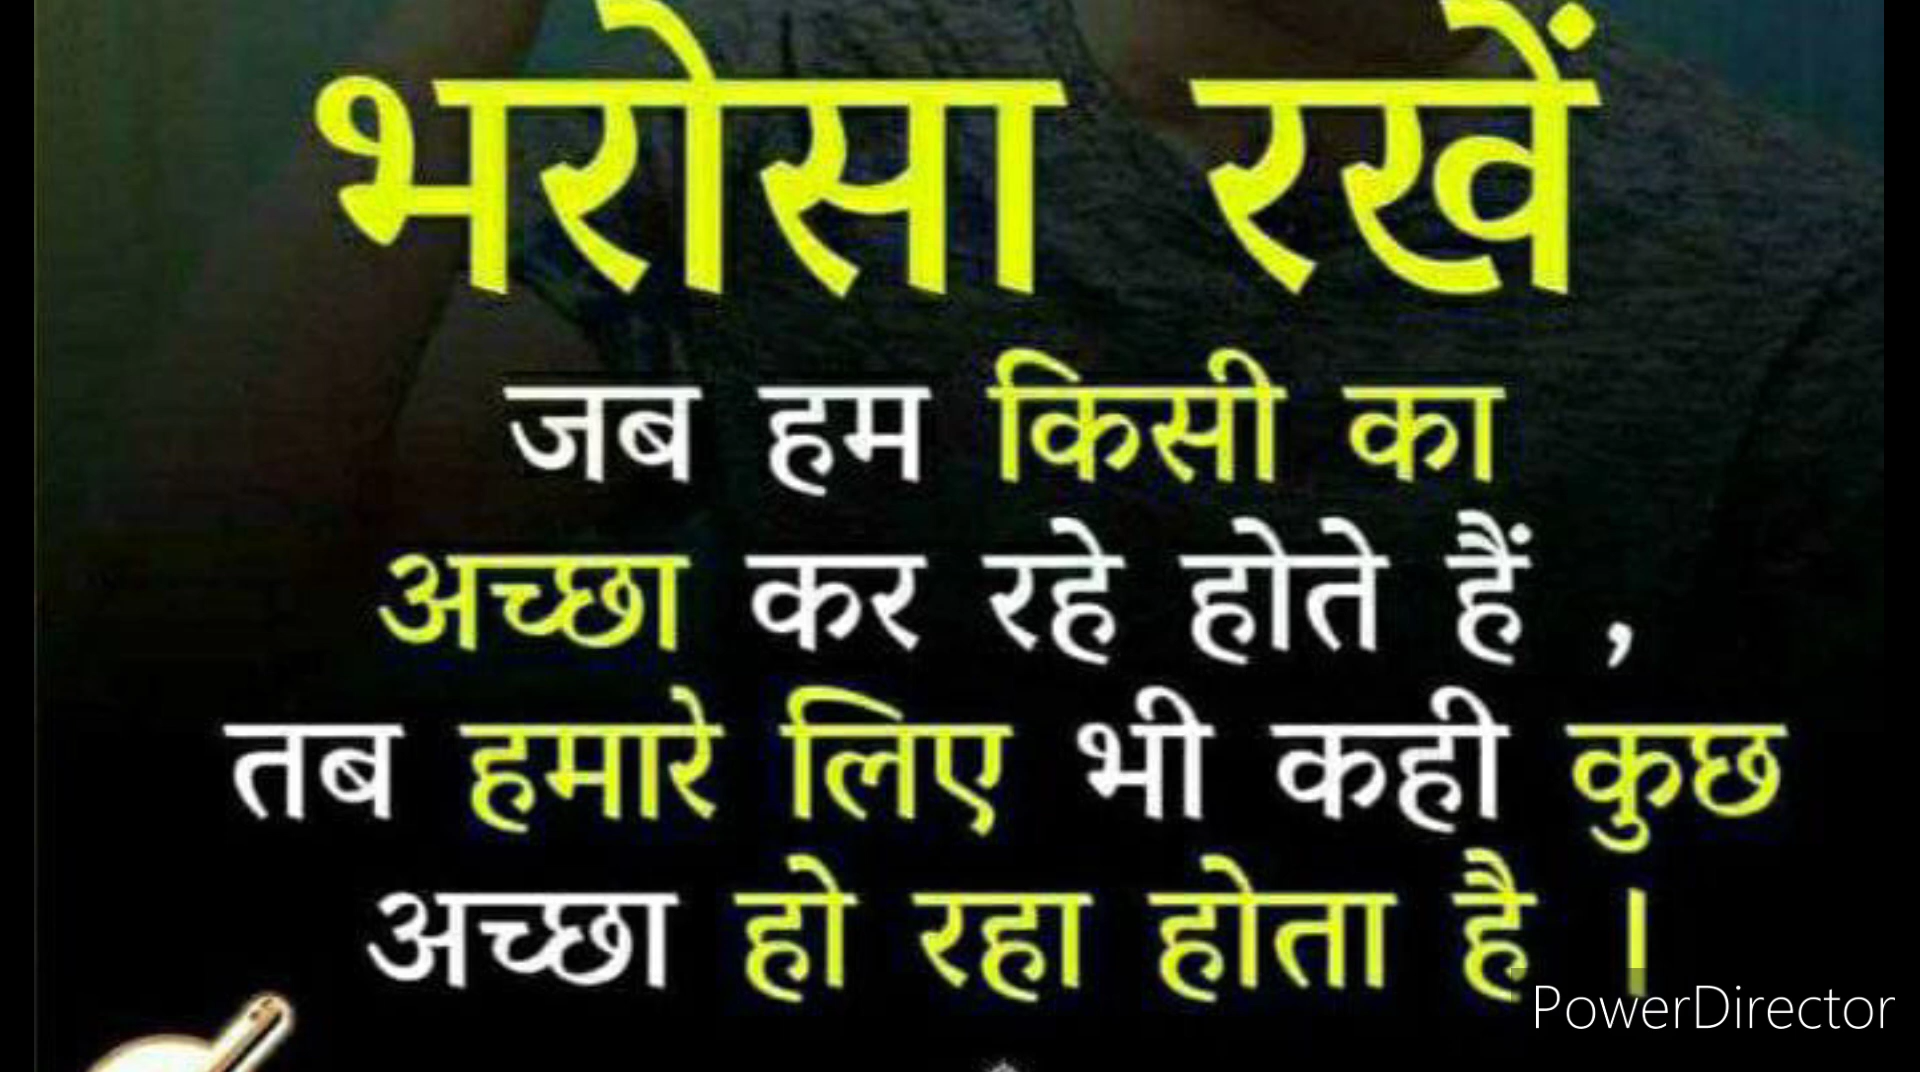 भरोसा रखें
जब हम किसी का
अच्छा कर रहे होते हैं ,
तब हमारे लिए भी कही कुछ
अच्छा हो रहा होता है ।
PowerDirector